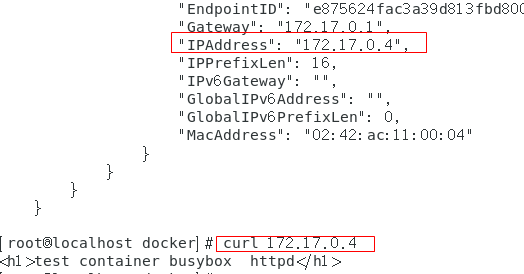 "EndpointID": "e875624fac3a39d813fbd800
"Gateway": "172.17.0.1",
"IPAddress": "172.17.0.4",
"IPPrefixLen": 16,
"IPv6Gateway": "",
"GlobalIPv6Address": "",
"GlobalIPv6PrefixLen": 0,
"MacAddress": "02:42:ac:11:00:04"
}
}
}
}
[root@localhost docker]# curl 172.17.0.4
<h1>test container busybox  httpd</h1>